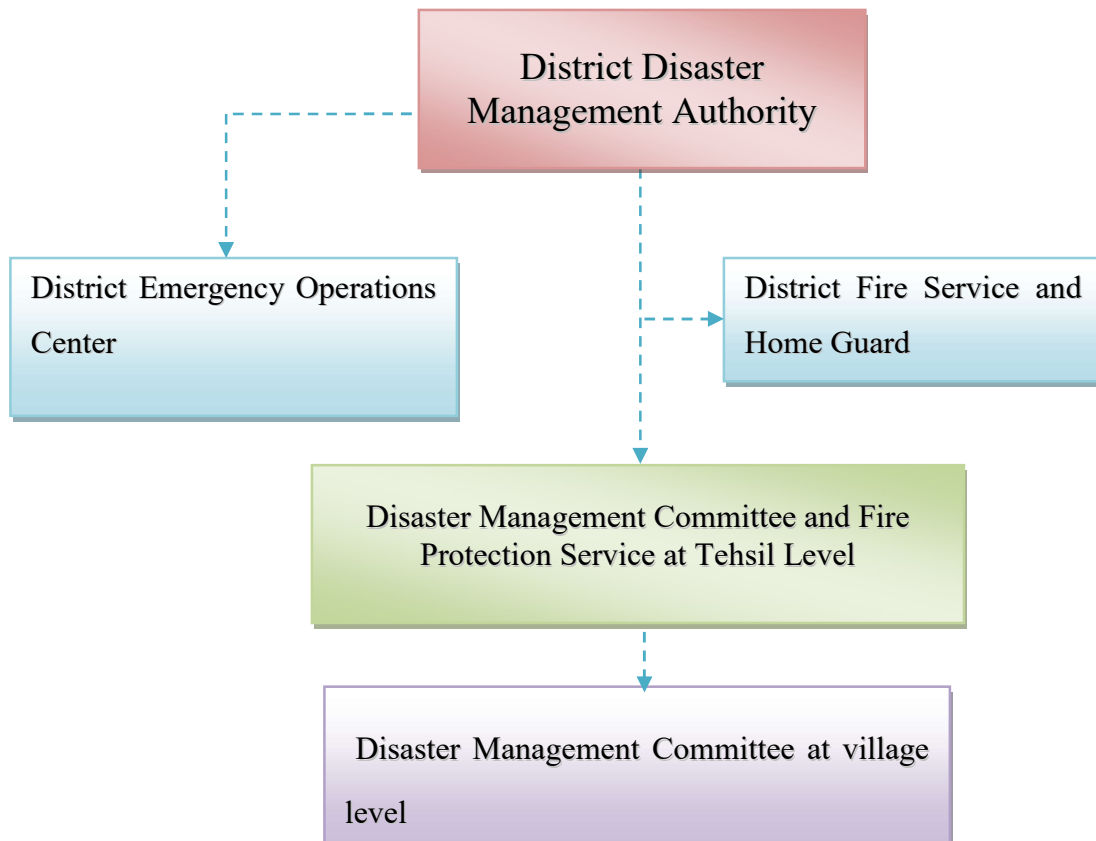 District Disaster
Management Authority
District Emergency Operations
Center
District Fire Service and
Home Guard
Disaster Management Committee and Fire
Protection Service at Tehsil Level
Disaster Management Committee at village
level